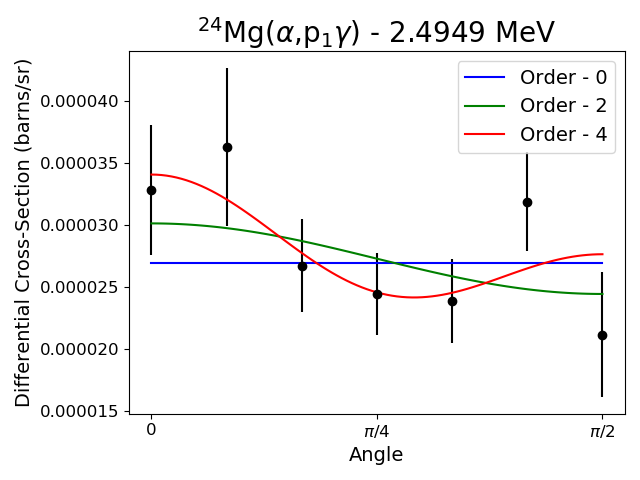 ²⁴Mg(α,p₁γ) - 2.4949 MeV
Differential Cross-Section (barns/sr)
0.000040
0.000035
0.000030
0.000025
0.000020
0.000015
Order - 0
Order - 2
Order - 4
0
π/4
π/2
Angle